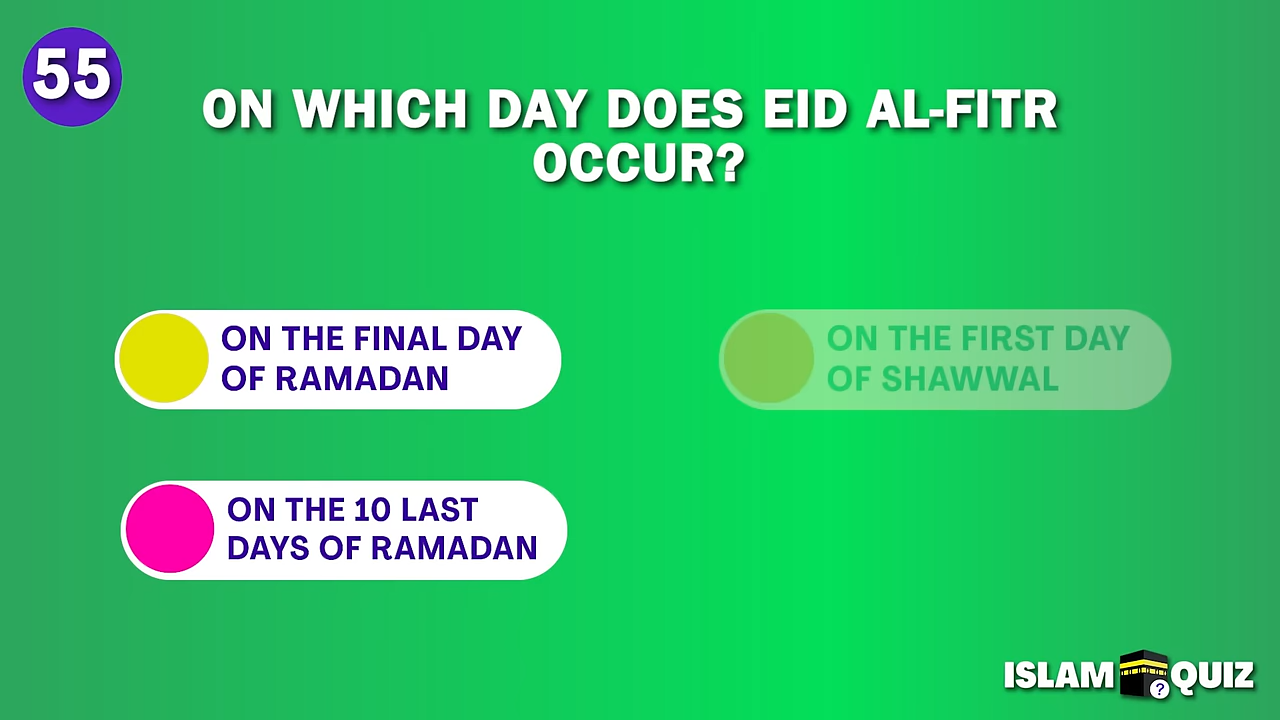 55
ON WHICH DAY DOES EID AL-FITR
OCCUR?
ON THE FINAL DAY
OF RAMADAN
ON THE FIRST DAY
OF SHAWWAL
ON THE 10 LAST
DAYS OF RAMADAN
ISLAM ? QUIZ